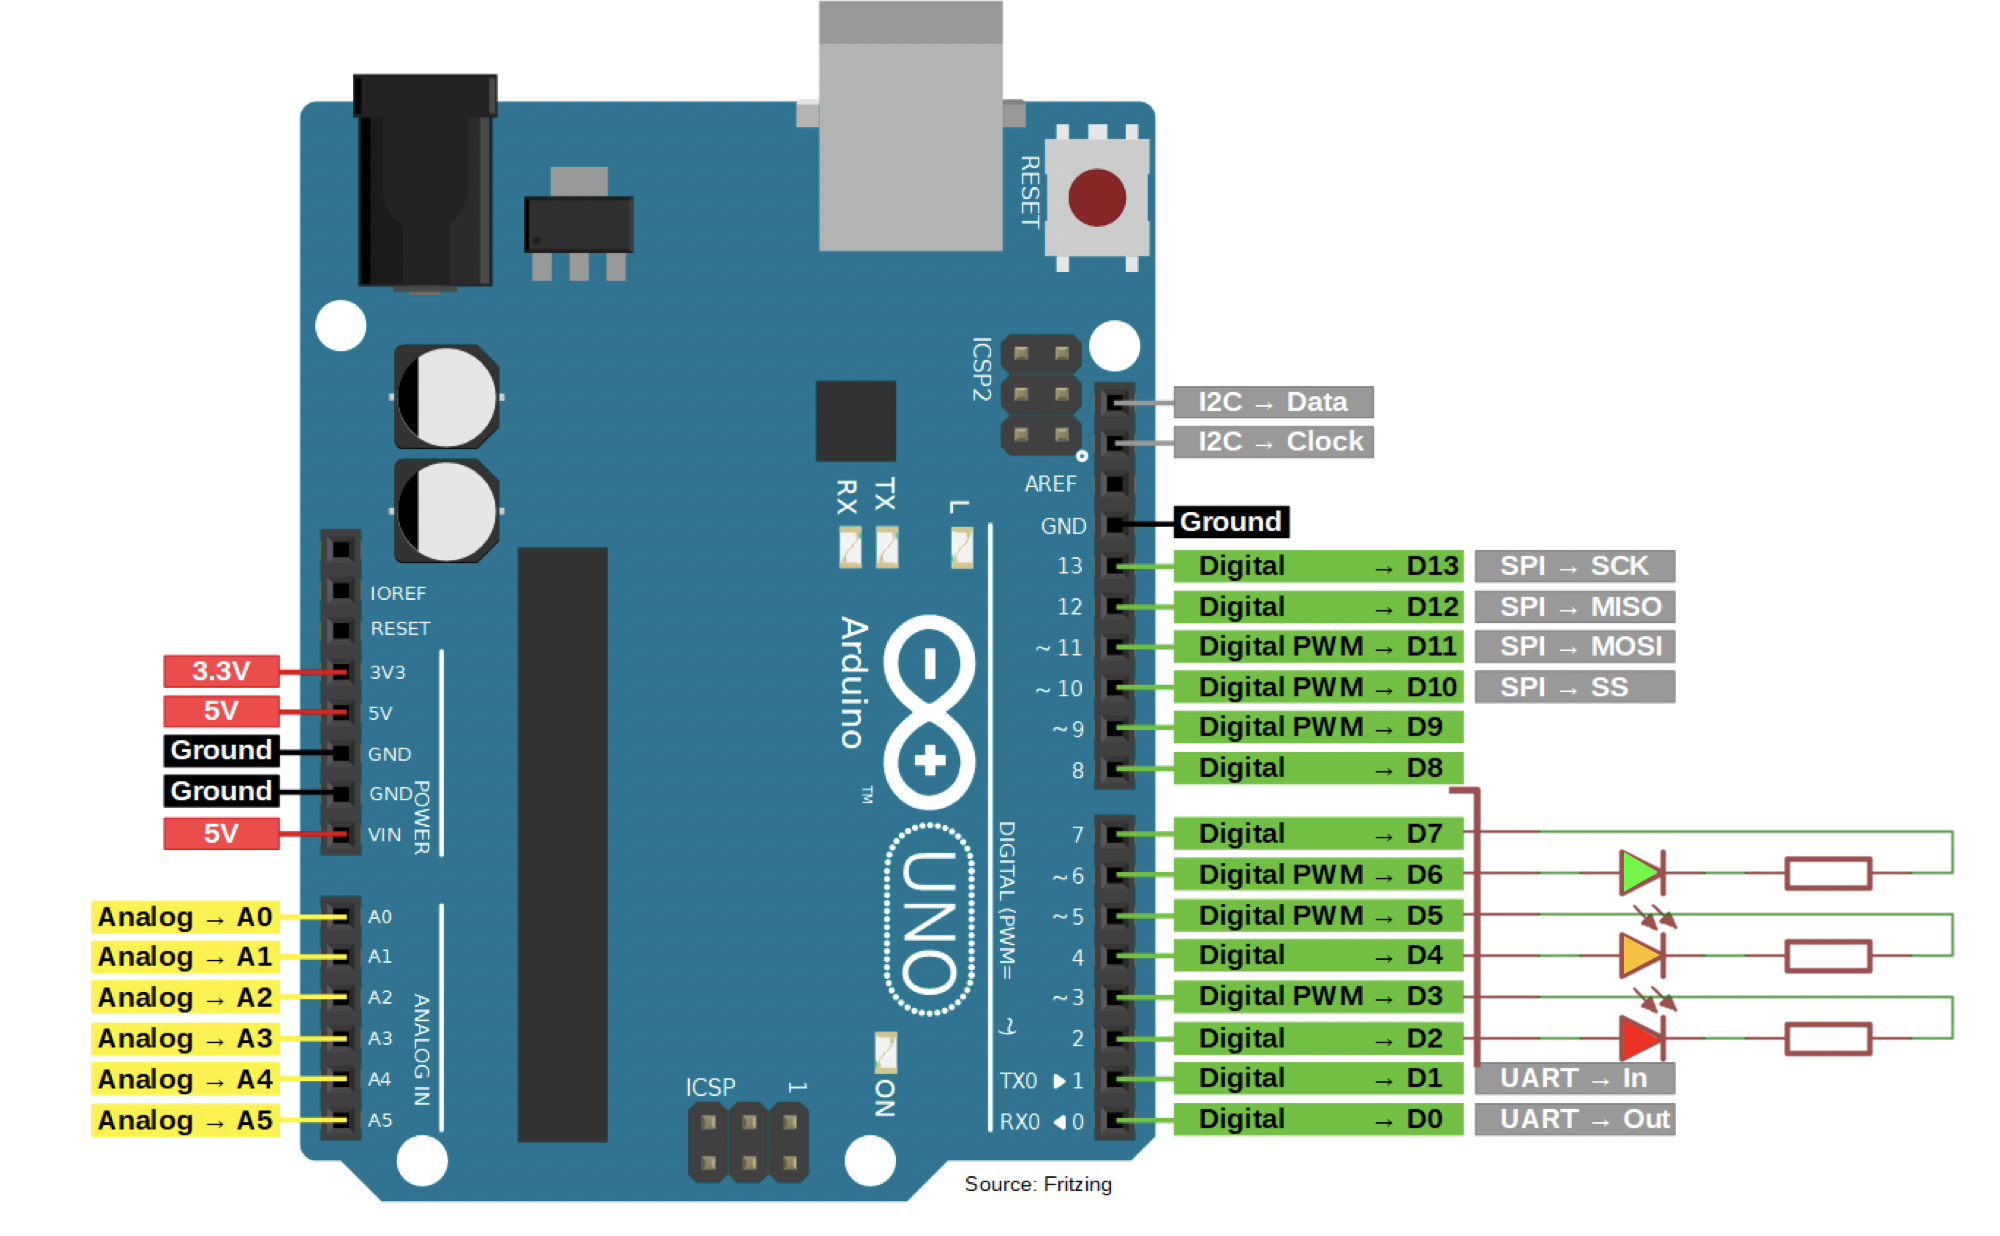 RESET
ICSP2
I2C → Data
I2C → Clock
AREF
GND
Ground
RX
TX
L
13
Digital → D13
SPI → SCK
12
Digital → D12
SPI → MISO
~ 11
Digital PWM → D11
SPI → MOSI
~ 10
Digital PWM → D10
SPI → SS
~ 9
Digital PWM → D9
8
Digital → D8
7
Digital → D7
~ 6
Digital PWM → D6
~ 5
Digital PWM → D5
4
Digital → D4
~ 3
Digital PWM → D3
2
Digital → D2
TX0 ▶ 1
Digital → D1
UART → In
RX0 ◀ 0
Digital → D0
UART → Out
DIGITAL (PWM= ~)
Arduino
TM
UNO
ON
IOREF
RESET
3.3V
3V3
5V
5V
Ground
GND
Ground
GND
5V
VIN
POWER
Analog → A0
A0
Analog → A1
A1
Analog → A2
A2
Analog → A3
A3
Analog → A4
A4
Analog → A5
A5
ANALOG IN
ICSP
1
Source: Fritzing